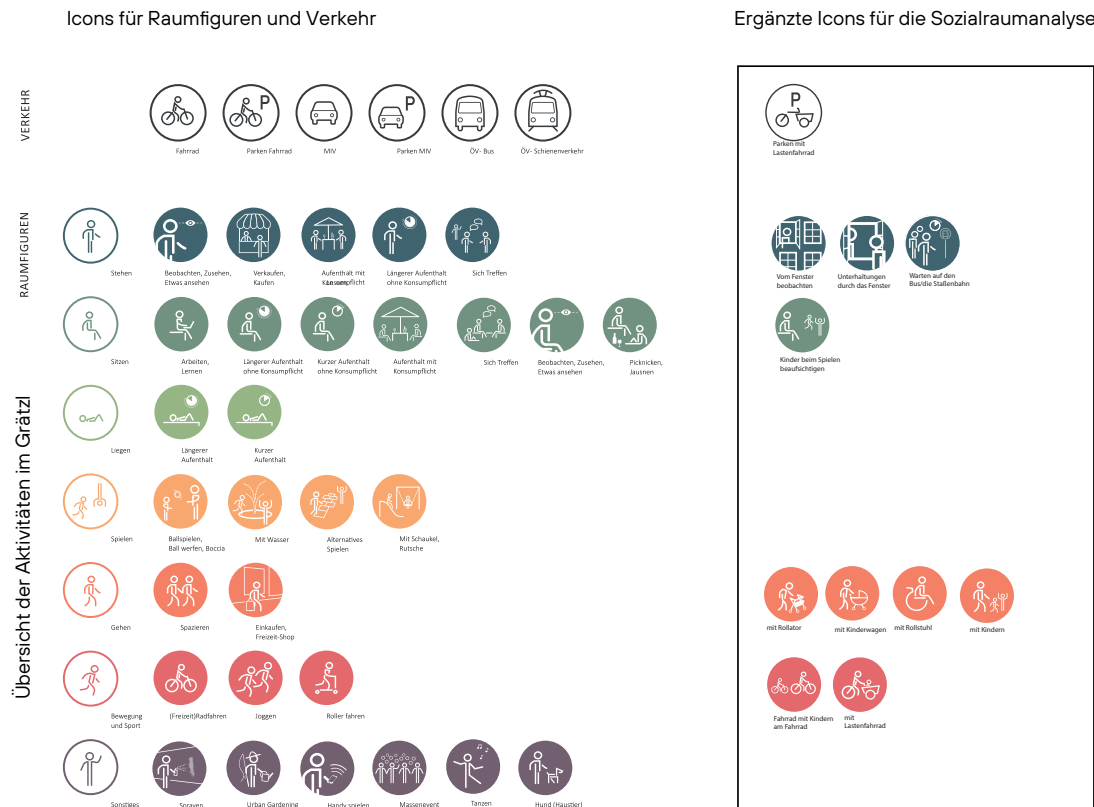 Icons für Raumfiguren und Verkehr
Ergänzte Icons für die Sozialraumanalyse
Übersicht der Aktivitäten im Grätzl
VERKEHR
P
P
Fahrrad
Parken Fahrrad
MIV
Parken MIV
ÖV- Bus
ÖV- Schienenverkehr
P
Parken mit
Lastenfahrrad
RAUMFIGUREN
Stehen
Beobachten, Zusehen,
Etwas ansehen
Verkaufen,
Kaufen
Aufenthalt mit
Konsumpflicht
Längerer Aufenthalt
ohne Konsumpflicht
Sich Treffen
Vom Fenster
beobachten
Unterhaltungen
durch das Fenster
Warten auf den
Bus/die Staßenbahn
Sitzen
Arbeiten,
Lernen
Längerer Aufenthalt
ohne Konsumpflicht
Kurzer Aufenthalt
ohne Konsumpflicht
Aufenthalt mit
Konsumpflicht
Sich Treffen
Beobachten, Zusehen,
Etwas ansehen
Picknicken,
Jausnen
Kinder beim Spielen
beaufsichtigen
Liegen
Längerer
Aufenthalt
Kurzer
Aufenthalt
Spielen
Ballspielen,
Ball werfen, Boccia
Mit Wasser
Alternatives
Spielen
Mit Schaukel,
Rutsche
Gehen
Spazieren
Einkaufen,
Freizeit-Shop
mit Rollator
mit Kinderwagen
mit Rollstuhl
mit Kindern
Bewegung
und Sport
(Freizeit)Radfahren
Joggen
Roller fahren
Fahrrad mit Kindern
am Fahrrad
mit
Lastenfahrrad
Sonstiges
Sprayen
Urban Gardening
Handy spielen
Massenevent
Tanzen
Hund (Haustier)